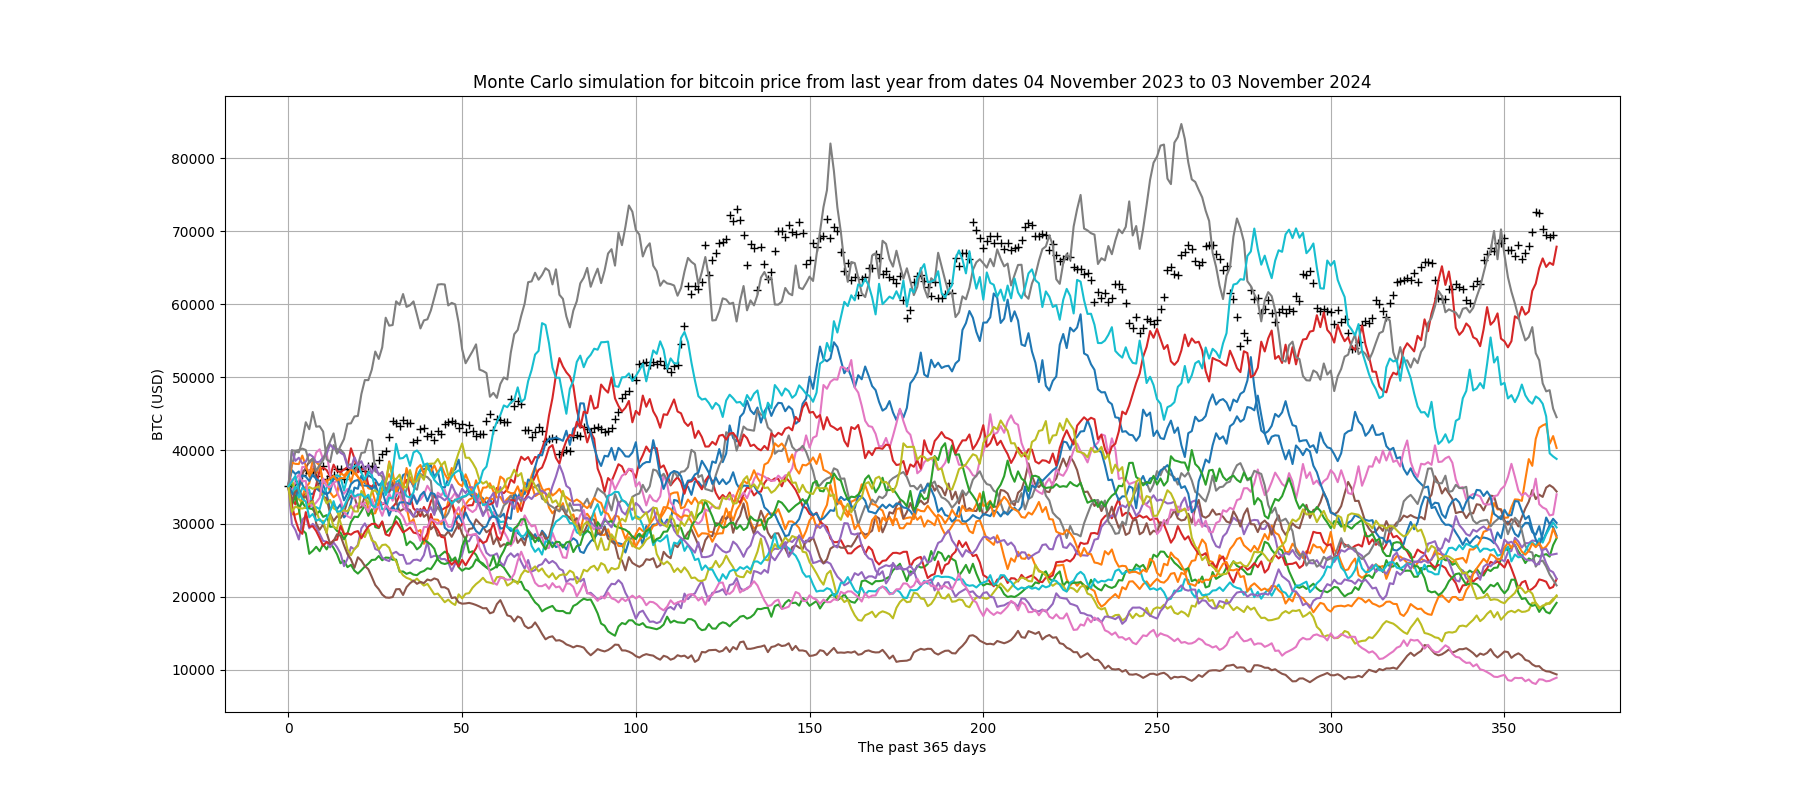 Monte Carlo simulation for bitcoin price from last year from dates 04 November 2023 to 03 November 2024
80000
70000
60000
50000
40000
30000
20000
10000
BTC (USD)
0 50 100 150 200 250 300 350
The past 365 days